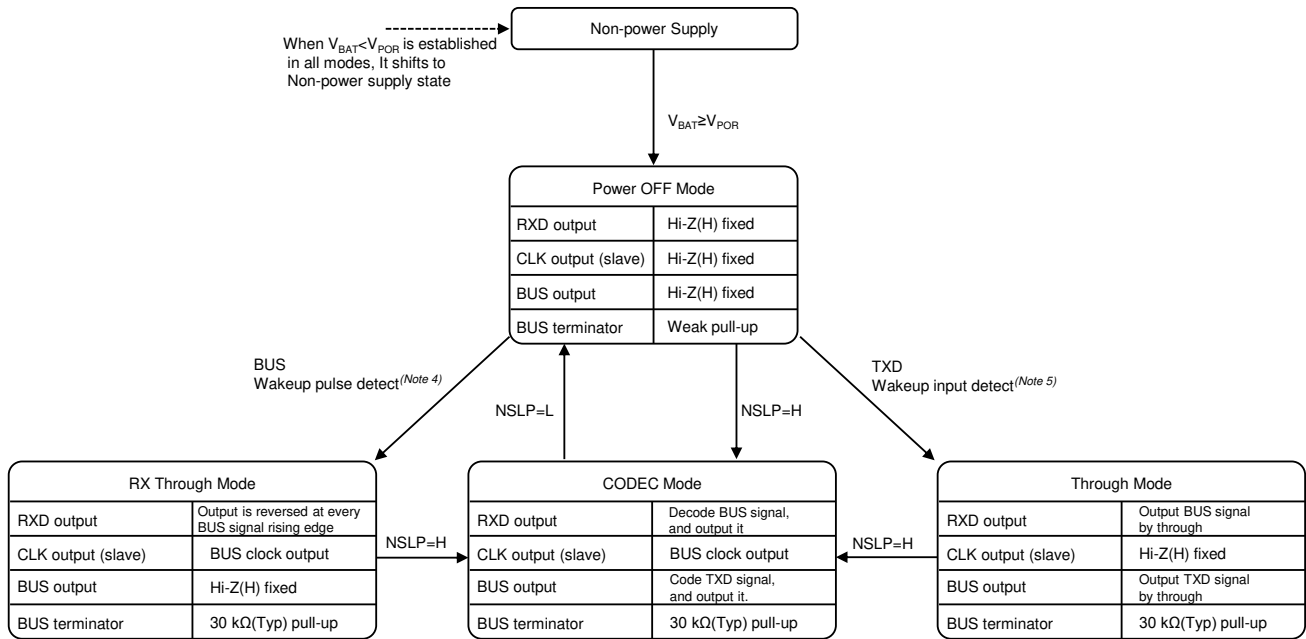 Non-power Supply
When VBAT<VPOR is established
in all modes, It shifts to
Non-power supply state
VBAT≥VPOR
Power OFF Mode
RXD output Hi-Z(H) fixed
CLK output (slave) Hi-Z(H) fixed
BUS output Hi-Z(H) fixed
BUS terminator Weak pull-up
BUS
Wakeup pulse detect(Note 4)
NSLP=L
NSLP=H
TXD
Wakeup input detect(Note 5)
RX Through Mode
RXD output Output is reversed at every
BUS signal rising edge
CLK output (slave) BUS clock output
BUS output Hi-Z(H) fixed
BUS terminator 30 kΩ(Typ) pull-up
NSLP=H
CODEC Mode
RXD output Decode BUS signal,
and output it
CLK output (slave) BUS clock output
BUS output Code TXD signal,
and output it.
BUS terminator 30 kΩ(Typ) pull-up
NSLP=H
Through Mode
RXD output Output BUS signal
by through
CLK output (slave) Hi-Z(H) fixed
BUS output Output TXD signal
by through
BUS terminator 30 kΩ(Typ) pull-up